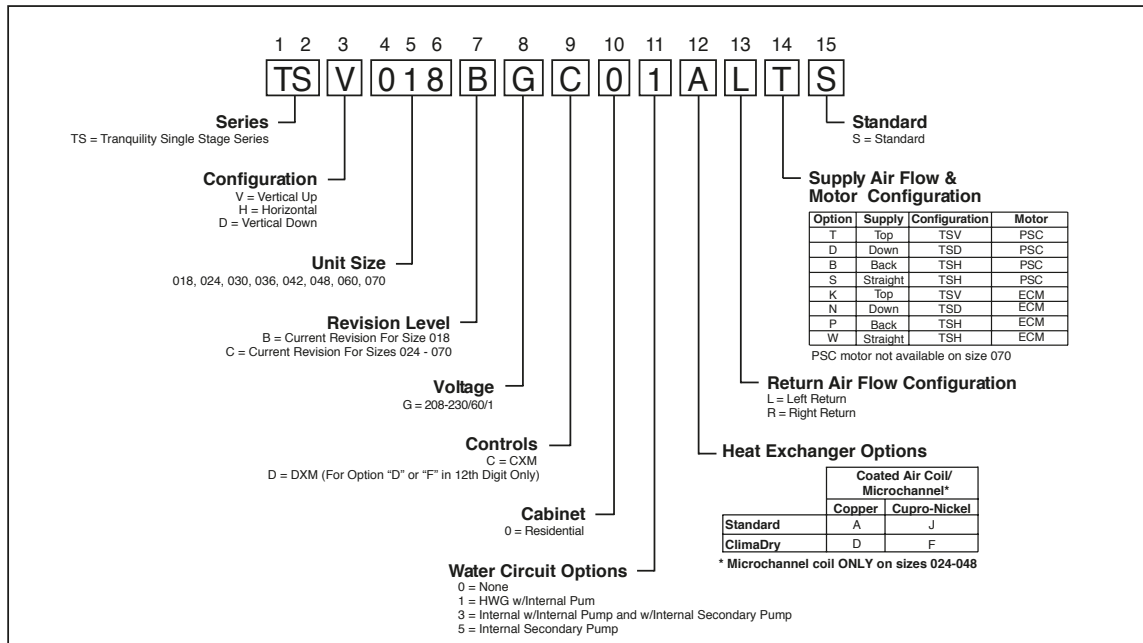 1 2 3 4 5 6 7 8 9 10 11 12 13 14 15
TS V 018 B G C 0 1 A L T S
Series
TS = Tranquility Single Stage Series
Configuration
V = Vertical Up
H = Horizontal
D = Vertical Down
Unit Size
018, 024, 030, 036, 042, 048, 060, 070
Revision Level
B = Current Revision For Size 018
C = Current Revision For Sizes 024 - 070
Voltage
G = 208-230/60/1
Controls
C = CXM
D = DXM (For Option “D” or “F” in 12th Digit Only)
Cabinet
0 = Residential
Water Circuit Options
0 = None
1 = HWG w/Internal Pum
3 = Internal w/Internal Pump and w/Internal Secondary Pump
5 = Internal Secondary Pump
Standard
S = Standard
Supply Air Flow &
Motor Configuration
Option Supply Configuration Motor
T Top TSV PSC
D Down TSD PSC
B Back TSH PSC
S Straight TSH PSC
K Top TSV ECM
N Down TSD ECM
P Back TSH ECM
W Straight TSH ECM
PSC motor not available on size 070
Return Air Flow Configuration
L = Left Return
R = Right Return
Heat Exchanger Options
Coated Air Coil/
Microchannel*
Copper Cupro-Nickel
Standard A J
ClimaDry D F
* Microchannel coil ONLY on sizes 024-048